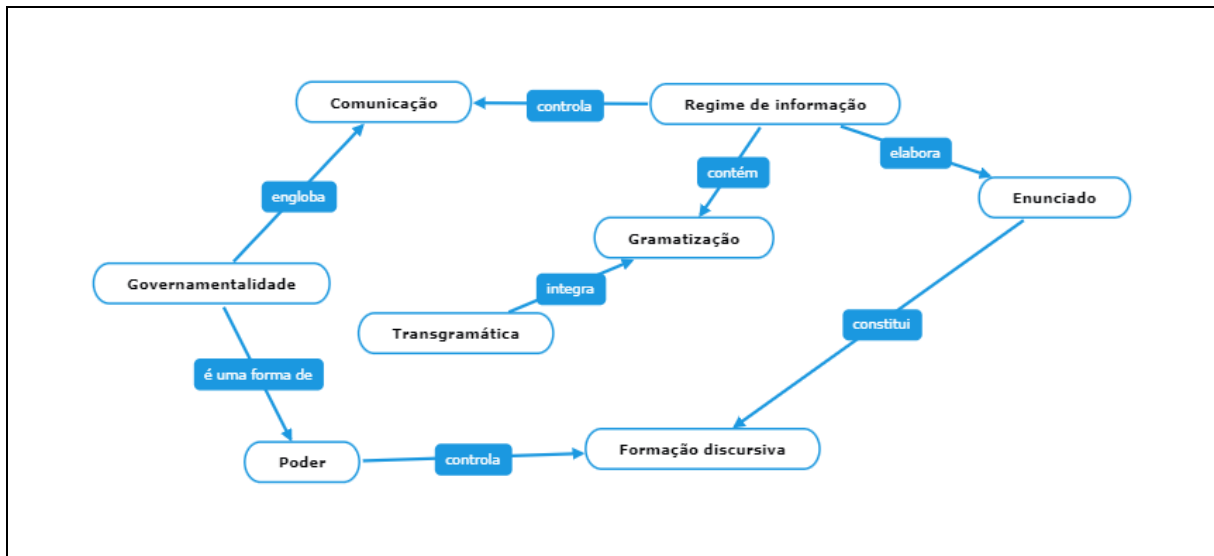 Comunicação
controla
Regime de informação
elabora
contém
engloba
Enunciado
Gramatização
Governamentalidade
integra
Transgramática
constitui
é uma forma de
Formação discursiva
Poder
controla